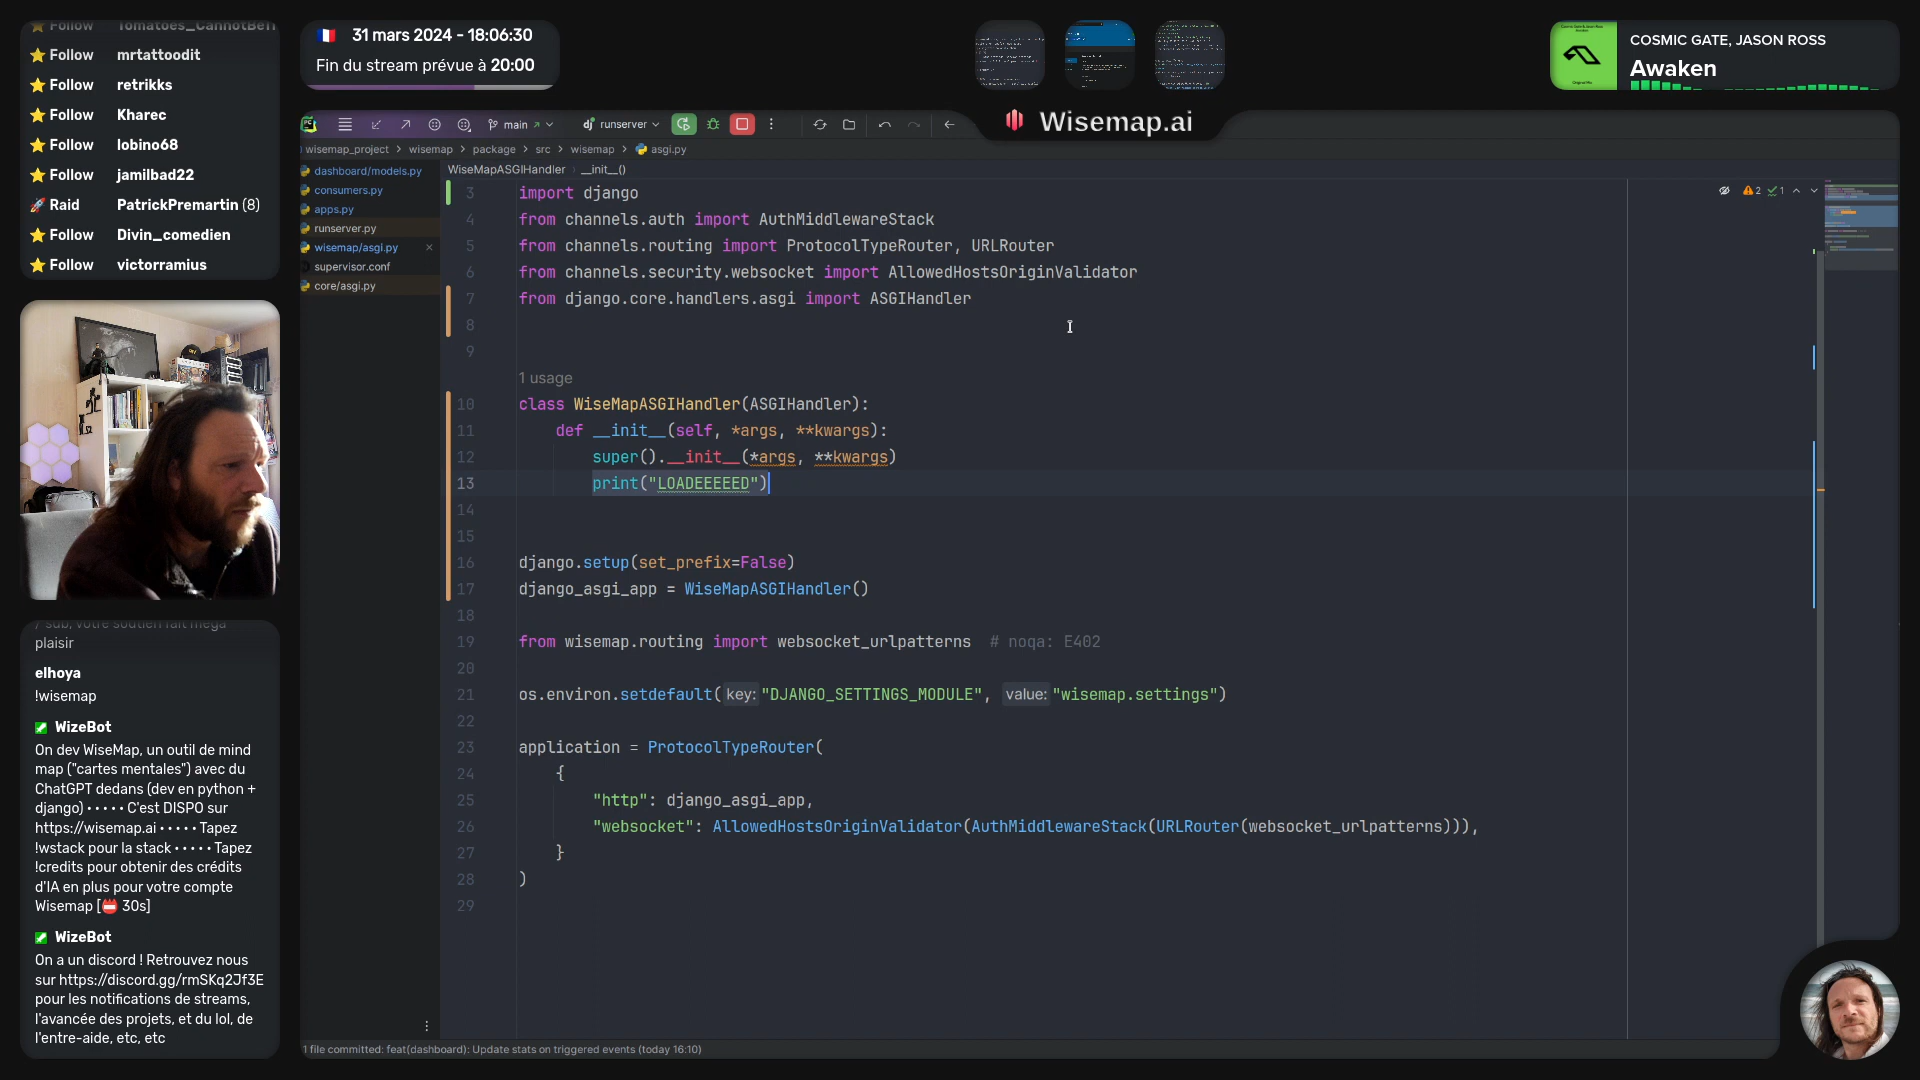 Follow Tomatoes_CannotBeFr
Follow mrtattoodit
Follow retrikks
Follow Kharec
Follow lobino68
Follow jamilbad22
Raid PatrickPremartin (8)
Follow Divin_comedien
Follow victorramius
/ sub, votre soutien fait méga
plaisir
elhoya
!wisemap
WizeBot
On dev WiseMap, un outil de mind
map ("cartes mentales") avec du
ChatGPT dedans (dev en python +
django) • • • • • C'est DISPO sur
https://wisemap.ai • • • • • Tapez
!wstack pour la stack • • • • • Tapez
!credits pour obtenir des crédits
d'IA en plus pour votre compte
Wisemap [📛 30s]
WizeBot
On a un discord ! Retrouvez nous
sur https://discord.gg/rmSKq2Jf3E
pour les notifications de streams,
l'avancée des projets, et du lol, de
l'entre-aide, etc, etc
31 mars 2024 - 18:06:30
Fin du stream prévue à 20:00
COSMIC GATE, JASON ROSS
Awaken
Wisemap.ai
main
dj runserver
wisemap_project > wisemap > package > src > wisemap > asgi.py
dashboard/models.py
consumers.py
apps.py
runserver.py
wisemap/asgi.py
supervisor.conf
core/asgi.py
WiseMapASGIHandler > __init__()
2 1
3 import django
4 from channels.auth import AuthMiddlewareStack
5 from channels.routing import ProtocolTypeRouter, URLRouter
6 from channels.security.websocket import AllowedHostsOriginValidator
7 from django.core.handlers.asgi import ASGIHandler
8
9
1 usage
10 class WiseMapASGIHandler(ASGIHandler):
11 def __init__(self, *args, **kwargs):
12 super().__init__(*args, **kwargs)
13 print("LOADEEEEED")
14
15
16 django.setup(set_prefix=False)
17 django_asgi_app = WiseMapASGIHandler()
18
19 from wisemap.routing import websocket_urlpatterns # noqa: E402
20
21 os.environ.setdefault( key: "DJANGO_SETTINGS_MODULE", value: "wisemap.settings")
22
23 application = ProtocolTypeRouter(
24 {
25 "http": django_asgi_app,
26 "websocket": AllowedHostsOriginValidator(AuthMiddlewareStack(URLRouter(websocket_urlpatterns))),
27 }
28 )
29
1 file committed: feat(dashboard): Update stats on triggered events (today 16:10)